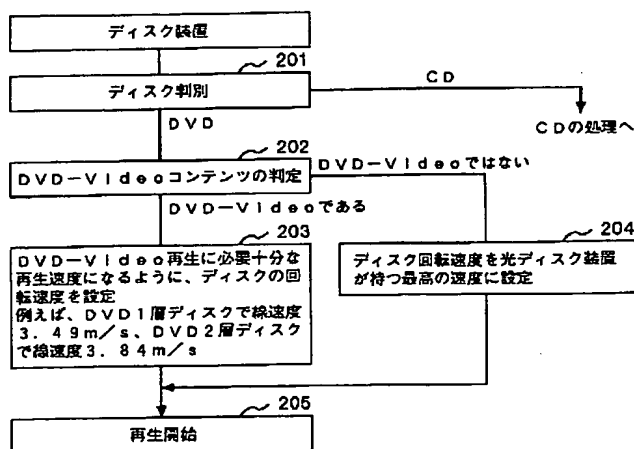 ディスク装置
201
ディスク判別
CD
DVD
CDの処理へ
202
DVD-Videoコンテンツの判定
DVD-Videoではない
DVD-Videoである
203
DVD-Video再生に必要十分な
再生速度になるように、ディスクの回
転速度を設定
例えば、DVD1層ディスクで線速度
3.49m/s、DVD2層ディスク
で線速度3.84m/s
204
ディスク回転速度を光ディスク装置
が持つ最高の速度に設定
205
再生開始